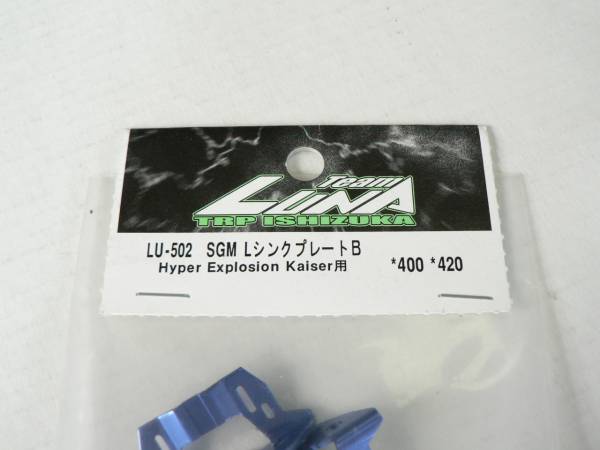 Team
LUNA
TRP ISHIZUKA
LU-502 SGM LシンクプレートB
Hyper Explosion Kaiser用
*400 *420